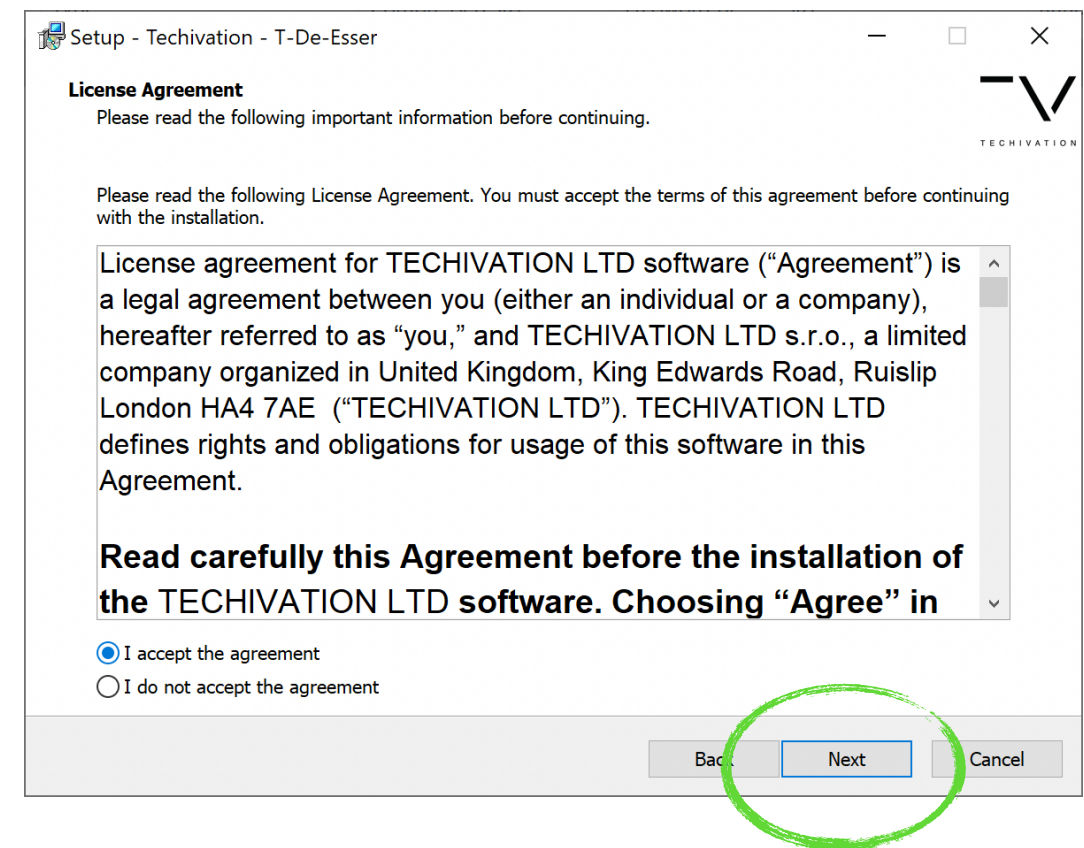 Setup - Techivation - T-De-Esser
License Agreement
Please read the following important information before continuing.
TECHIVATION
Please read the following License Agreement. You must accept the terms of this agreement before continuing
with the installation.
License agreement for TECHIVATION LTD software (“Agreement”) is
a legal agreement between you (either an individual or a company),
hereafter referred to as “you,” and TECHIVATION LTD s.r.o., a limited
company organized in United Kingdom, King Edwards Road, Ruislip
London HA4 7AE  (“TECHIVATION LTD”). TECHIVATION LTD
defines rights and obligations for usage of this software in this
Agreement.
Read carefully this Agreement before the installation of
the TECHIVATION LTD software. Choosing “Agree” in
I accept the agreement
I do not accept the agreement
Back
Next
Cancel